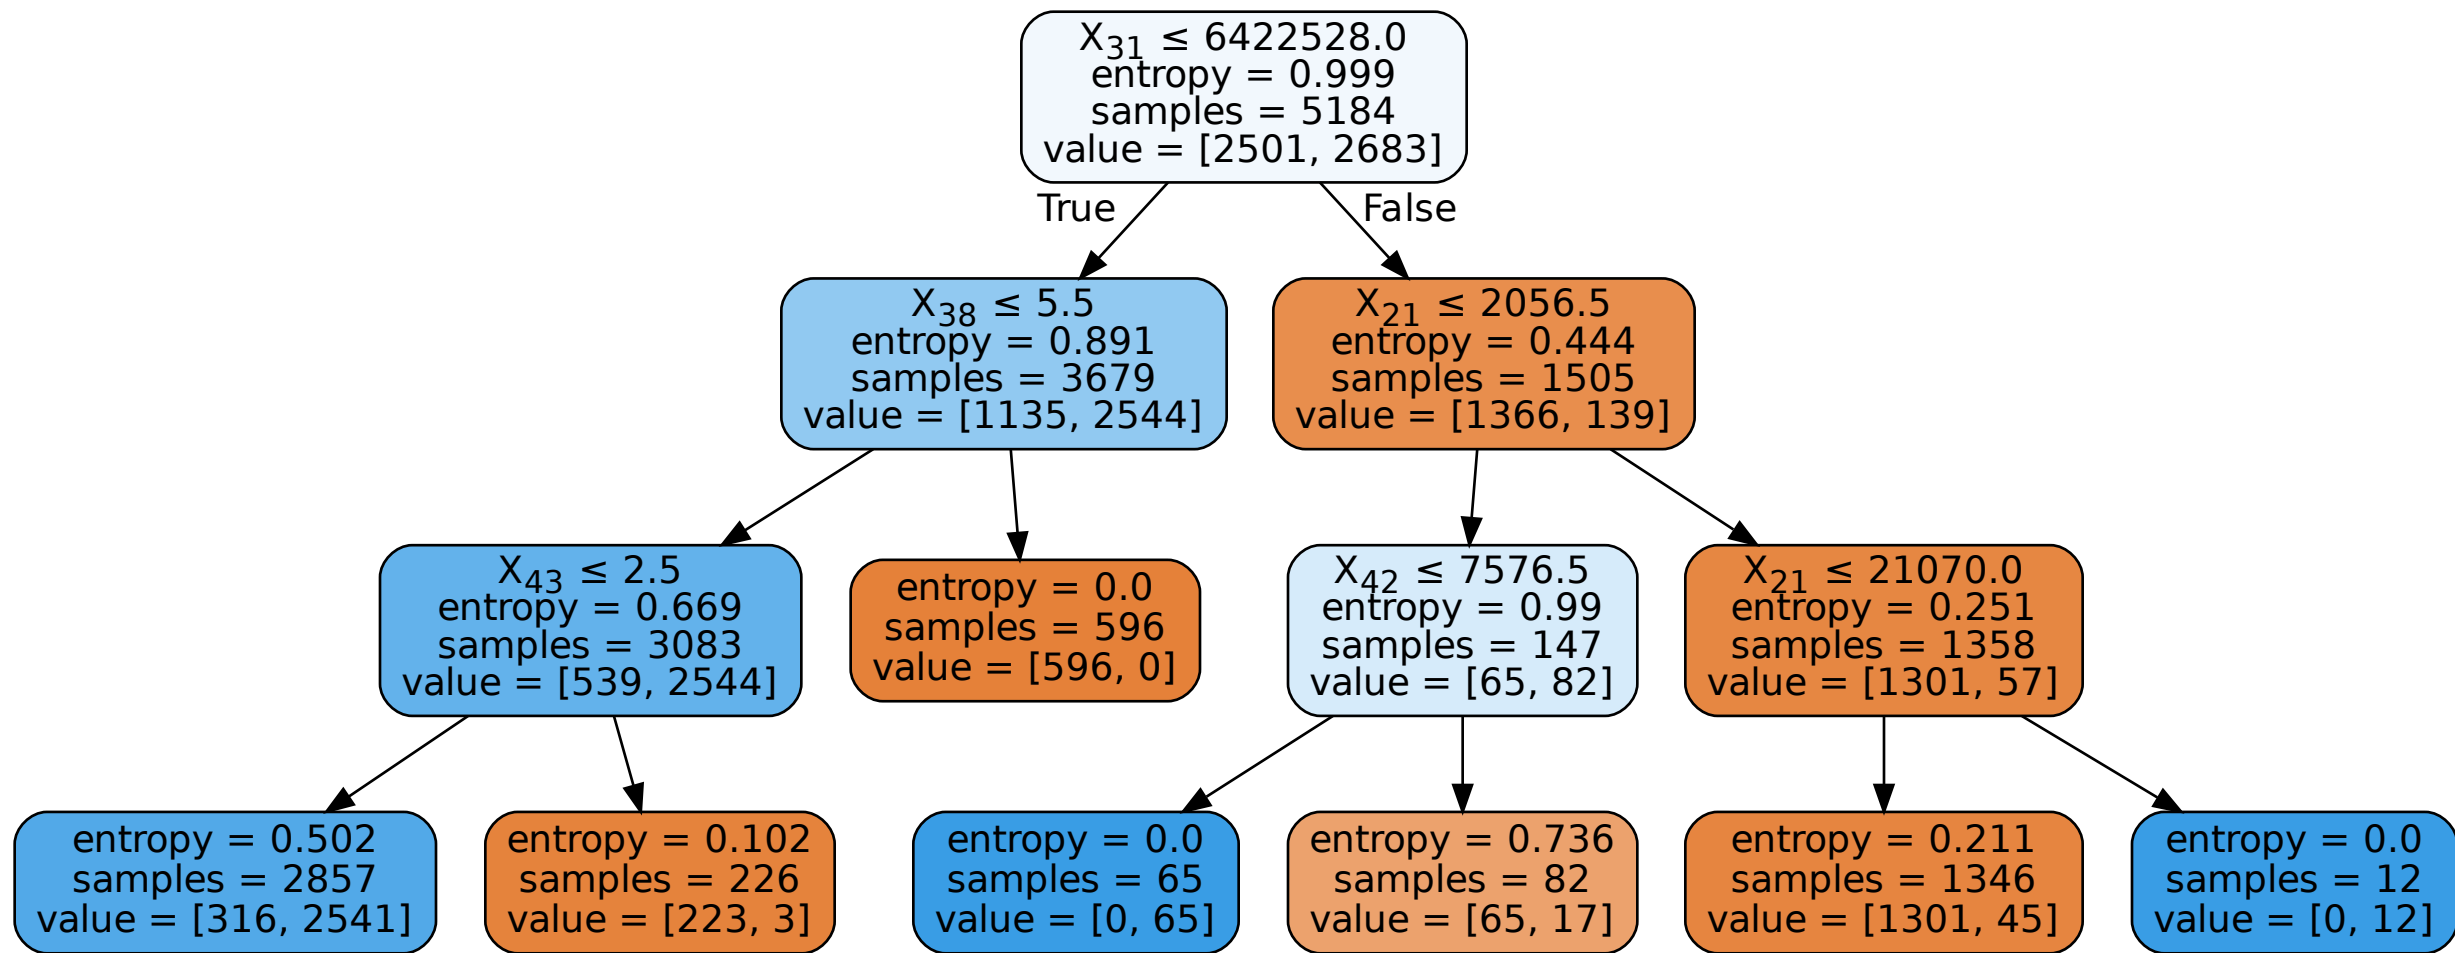 X31 ≤ 6422528.0
entropy = 0.999
samples = 5184
value = [2501, 2683]
True
False
X38 ≤ 5.5
entropy = 0.891
samples = 3679
value = [1135, 2544]
X21 ≤ 2056.5
entropy = 0.444
samples = 1505
value = [1366, 139]
X43 ≤ 2.5
entropy = 0.669
samples = 3083
value = [539, 2544]
entropy = 0.0
samples = 596
value = [596, 0]
X42 ≤ 7576.5
entropy = 0.99
samples = 147
value = [65, 82]
X21 ≤ 21070.0
entropy = 0.251
samples = 1358
value = [1301, 57]
entropy = 0.502
samples = 2857
value = [316, 2541]
entropy = 0.102
samples = 226
value = [223, 3]
entropy = 0.0
samples = 65
value = [0, 65]
entropy = 0.736
samples = 82
value = [65, 17]
entropy = 0.211
samples = 1346
value = [1301, 45]
entropy = 0.0
samples = 12
value = [0, 12]